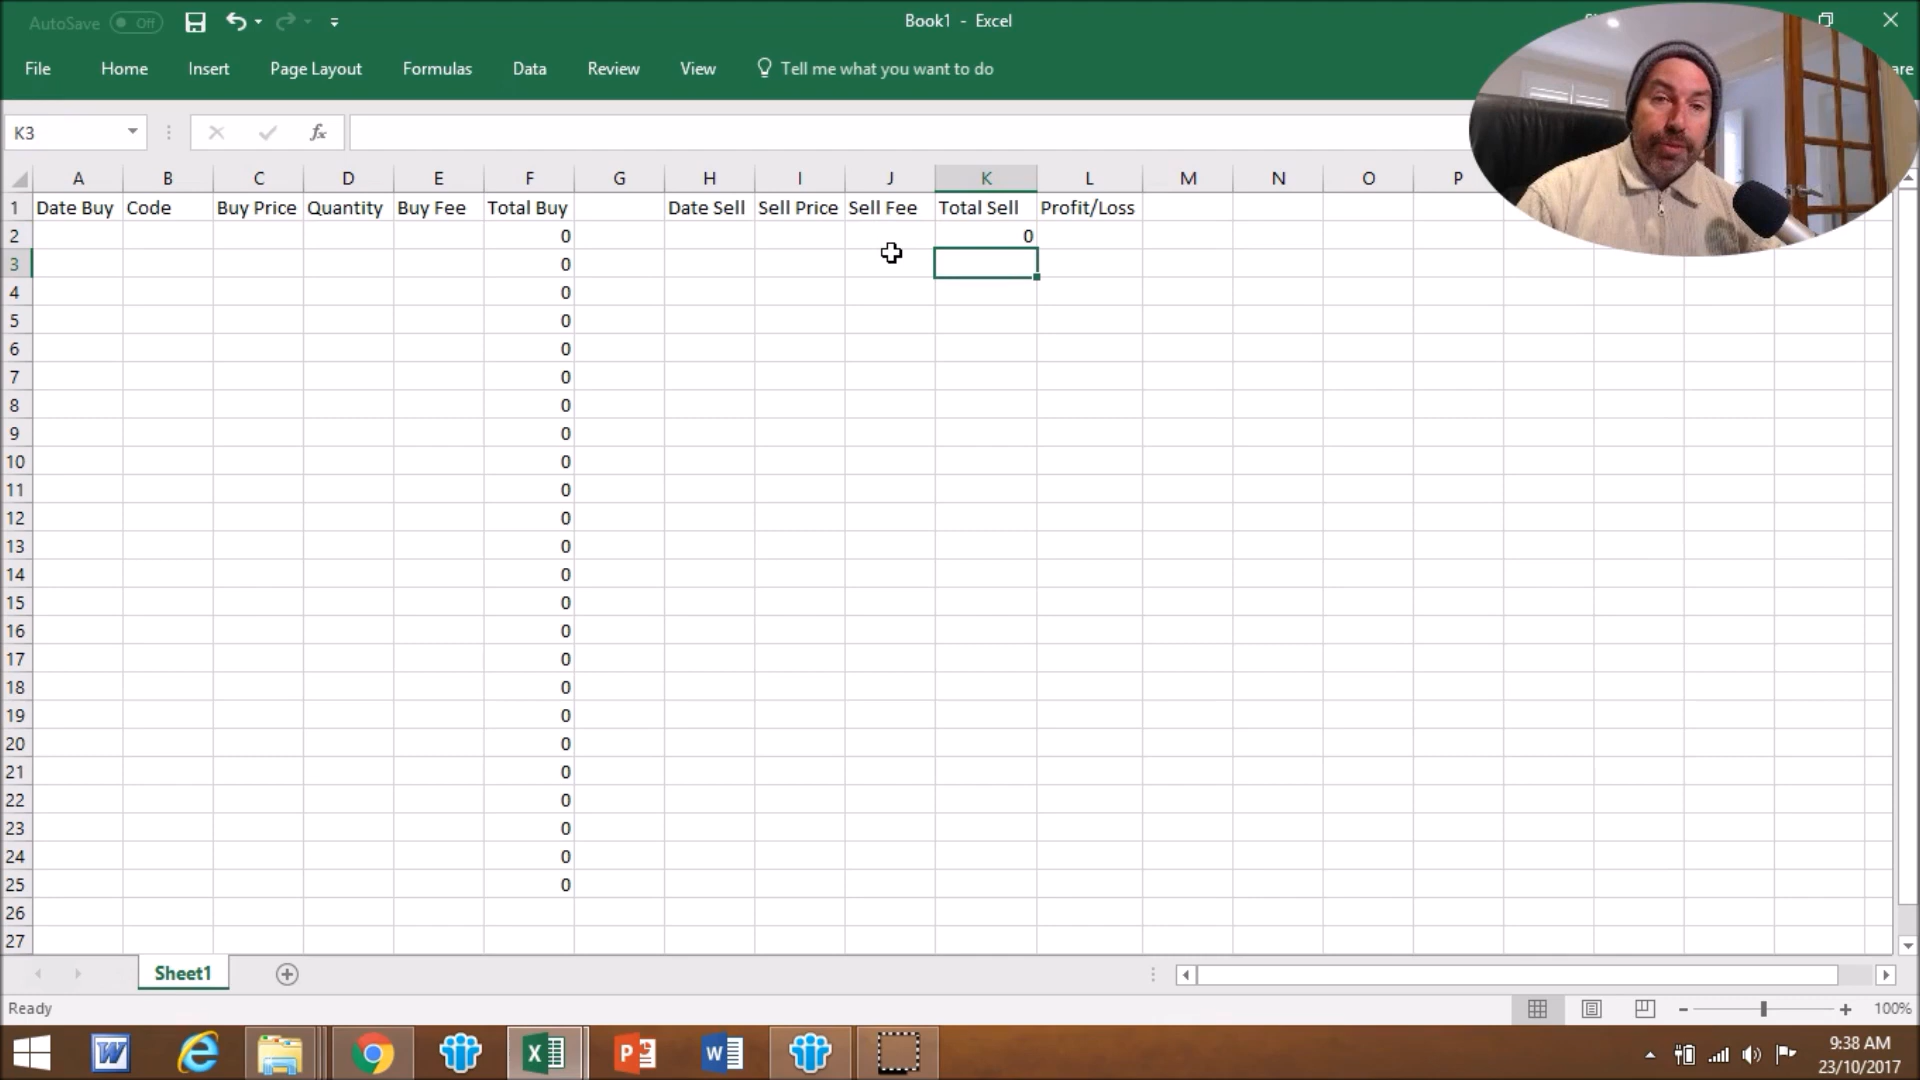 AutoSave Off
Book1 - Excel
File Home Insert Page Layout Formulas Data Review View Tell me what you want to do are
K3 fx
A B C D E F G H I J K L M N O P
1 Date Buy Code Buy Price Quantity Buy Fee Total Buy Date Sell Sell Price Sell Fee Total Sell Profit/Loss
2 0 0
3 0
4 0
5 0
6 0
7 0
8 0
9 0
10 0
11 0
12 0
13 0
14 0
15 0
16 0
17 0
18 0
19 0
20 0
21 0
22 0
23 0
24 0
25 0
26
27
Sheet1
Ready 100%
9:38 AM
23/10/2017